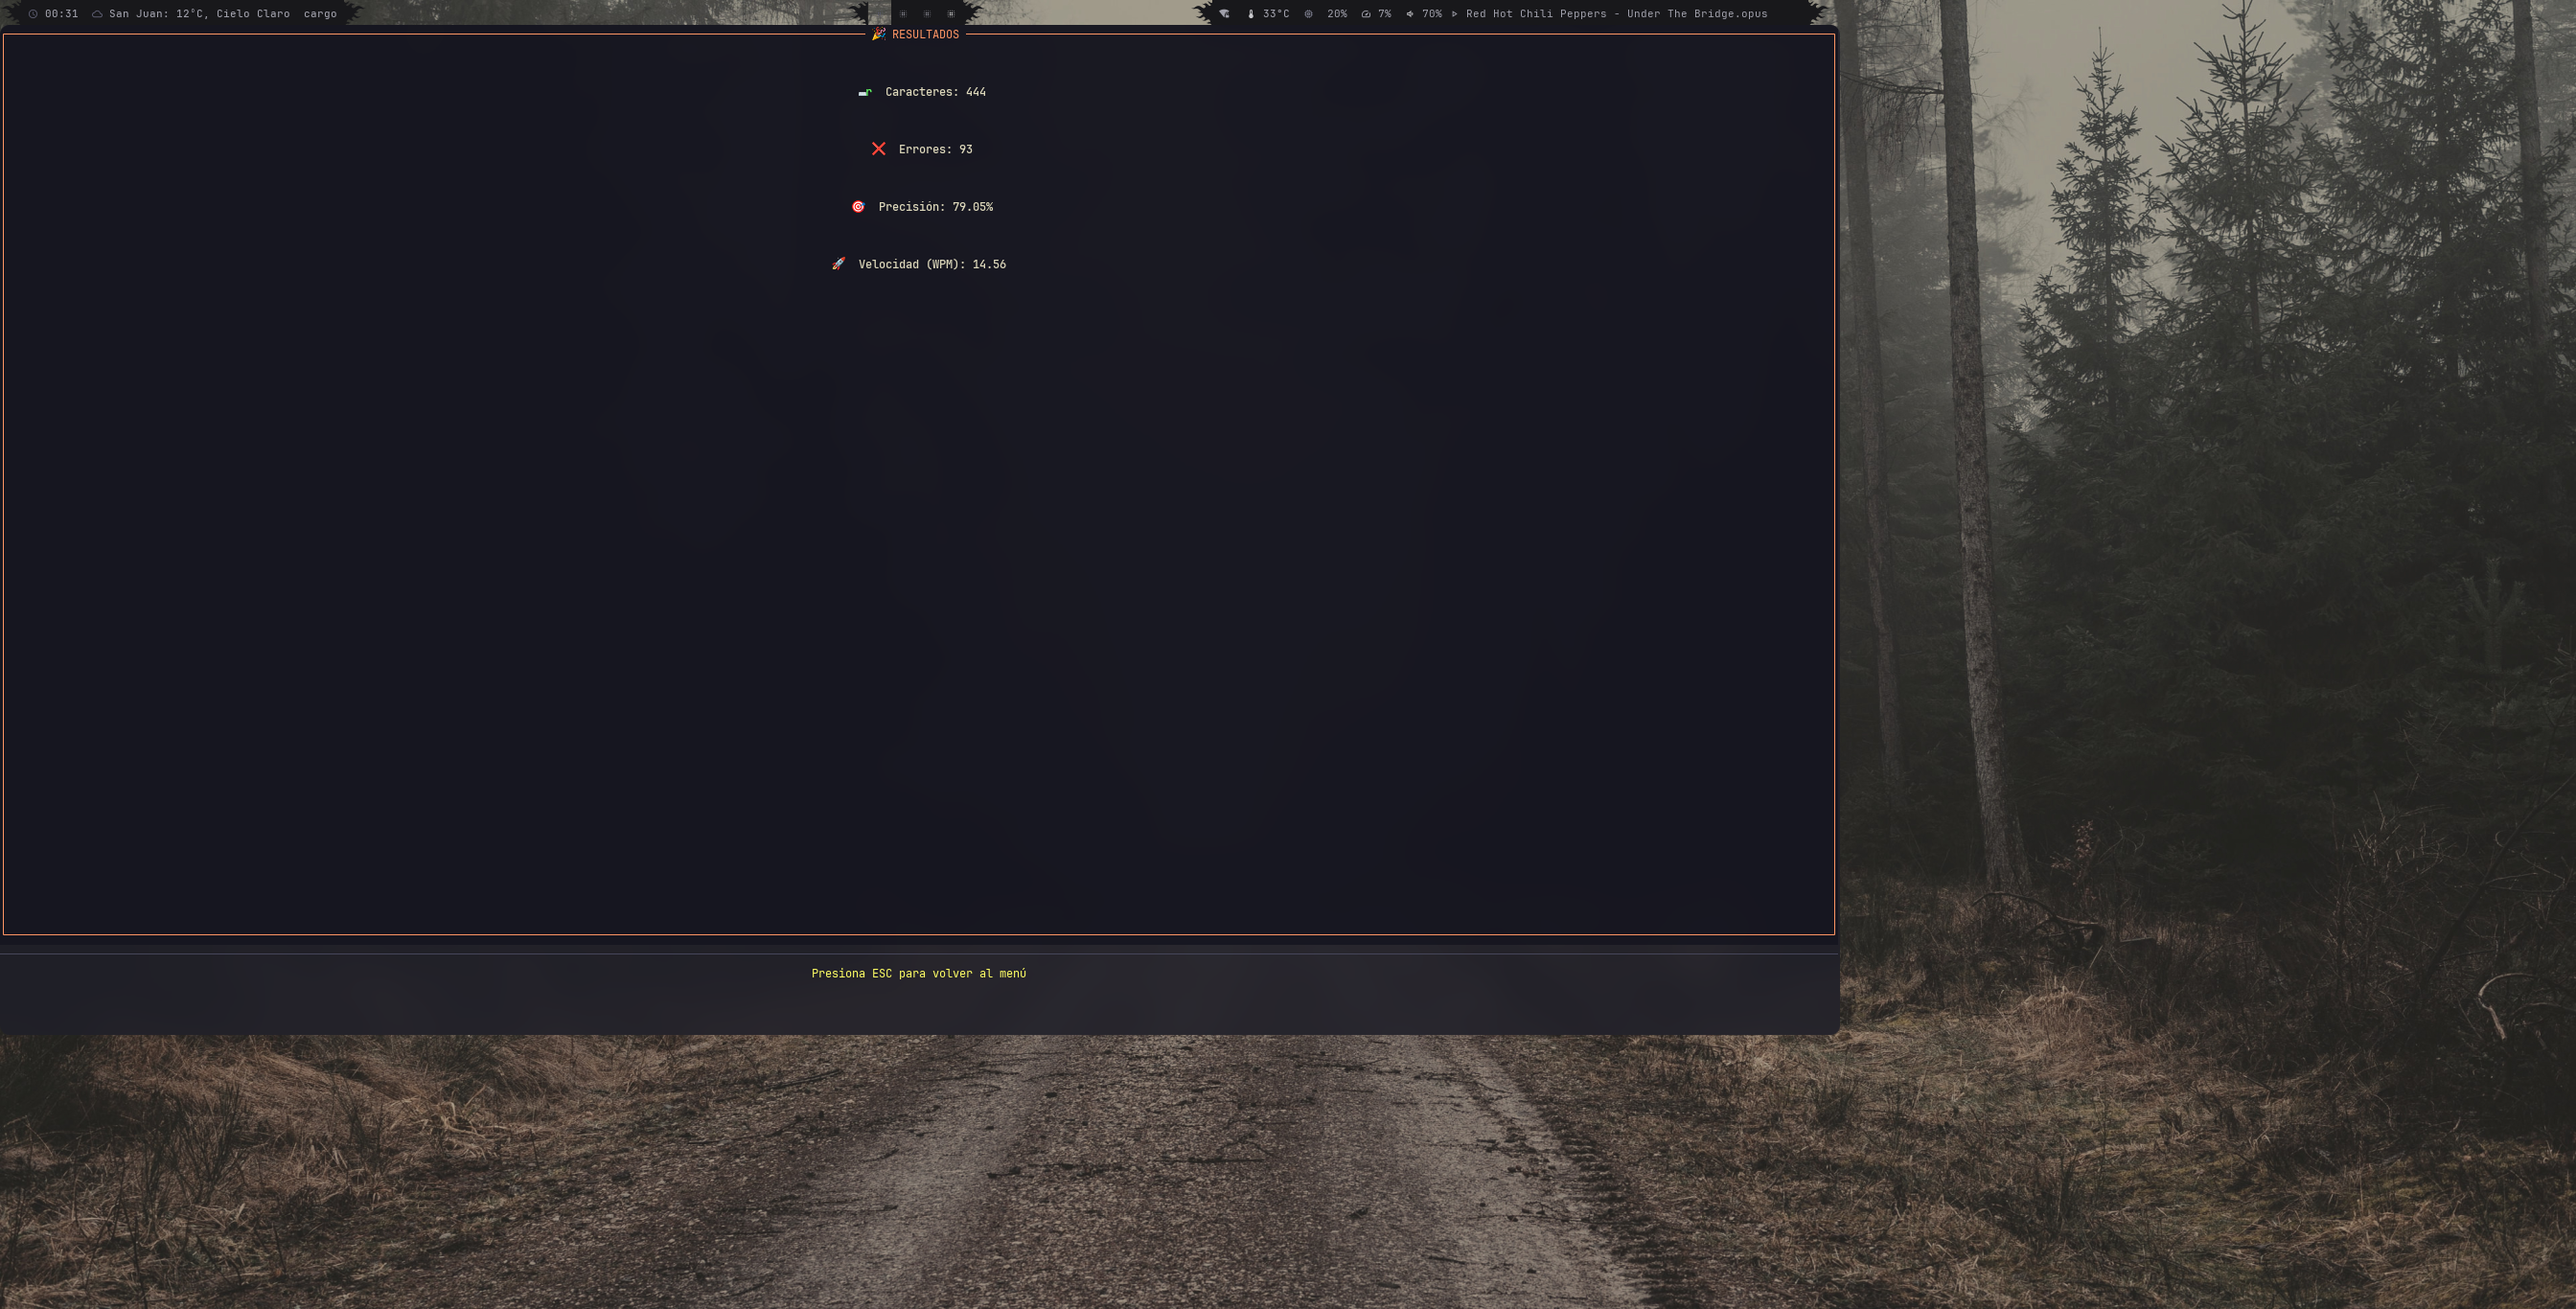 00:31 San Juan: 12°C, Cielo Claro cargo
33°C 20% 7% 70% Red Hot Chili Peppers - Under The Bridge.opus
RESULTADOS
Caracteres: 444
Errores: 93
Precisión: 79.05%
Velocidad (WPM): 14.56
Presiona ESC para volver al menú